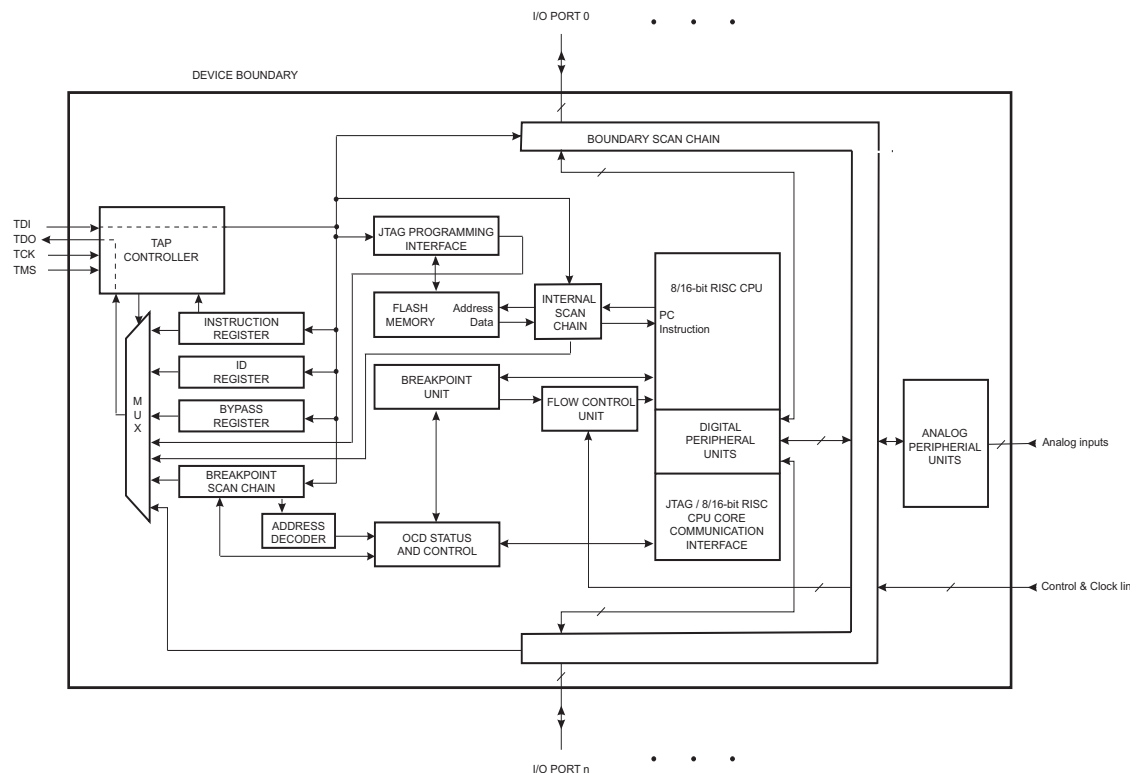 I/O PORT 0
DEVICE BOUNDARY
BOUNDARY SCAN CHAIN
TDI
TDO
TCK
TMS
TAP
CONTROLLER
JTAG PROGRAMMING
INTERFACE
FLASH
MEMORY
Address
Data
INTERNAL
SCAN
CHAIN
8/16-bit RISC CPU
PC
Instruction
INSTRUCTION
REGISTER
ID
REGISTER
BYPASS
REGISTER
M
U
X
BREAKPOINT
UNIT
FLOW CONTROL
UNIT
DIGITAL
PERIPHERAL
UNITS
ANALOG
PERIPHERIAL
UNITS
Analog inputs
BREAKPOINT
SCAN CHAIN
ADDRESS
DECODER
OCD STATUS
AND CONTROL
JTAG / 8/16-bit RISC
CPU CORE
COMMUNICATION
INTERFACE
Control & Clock lin
I/O PORT n